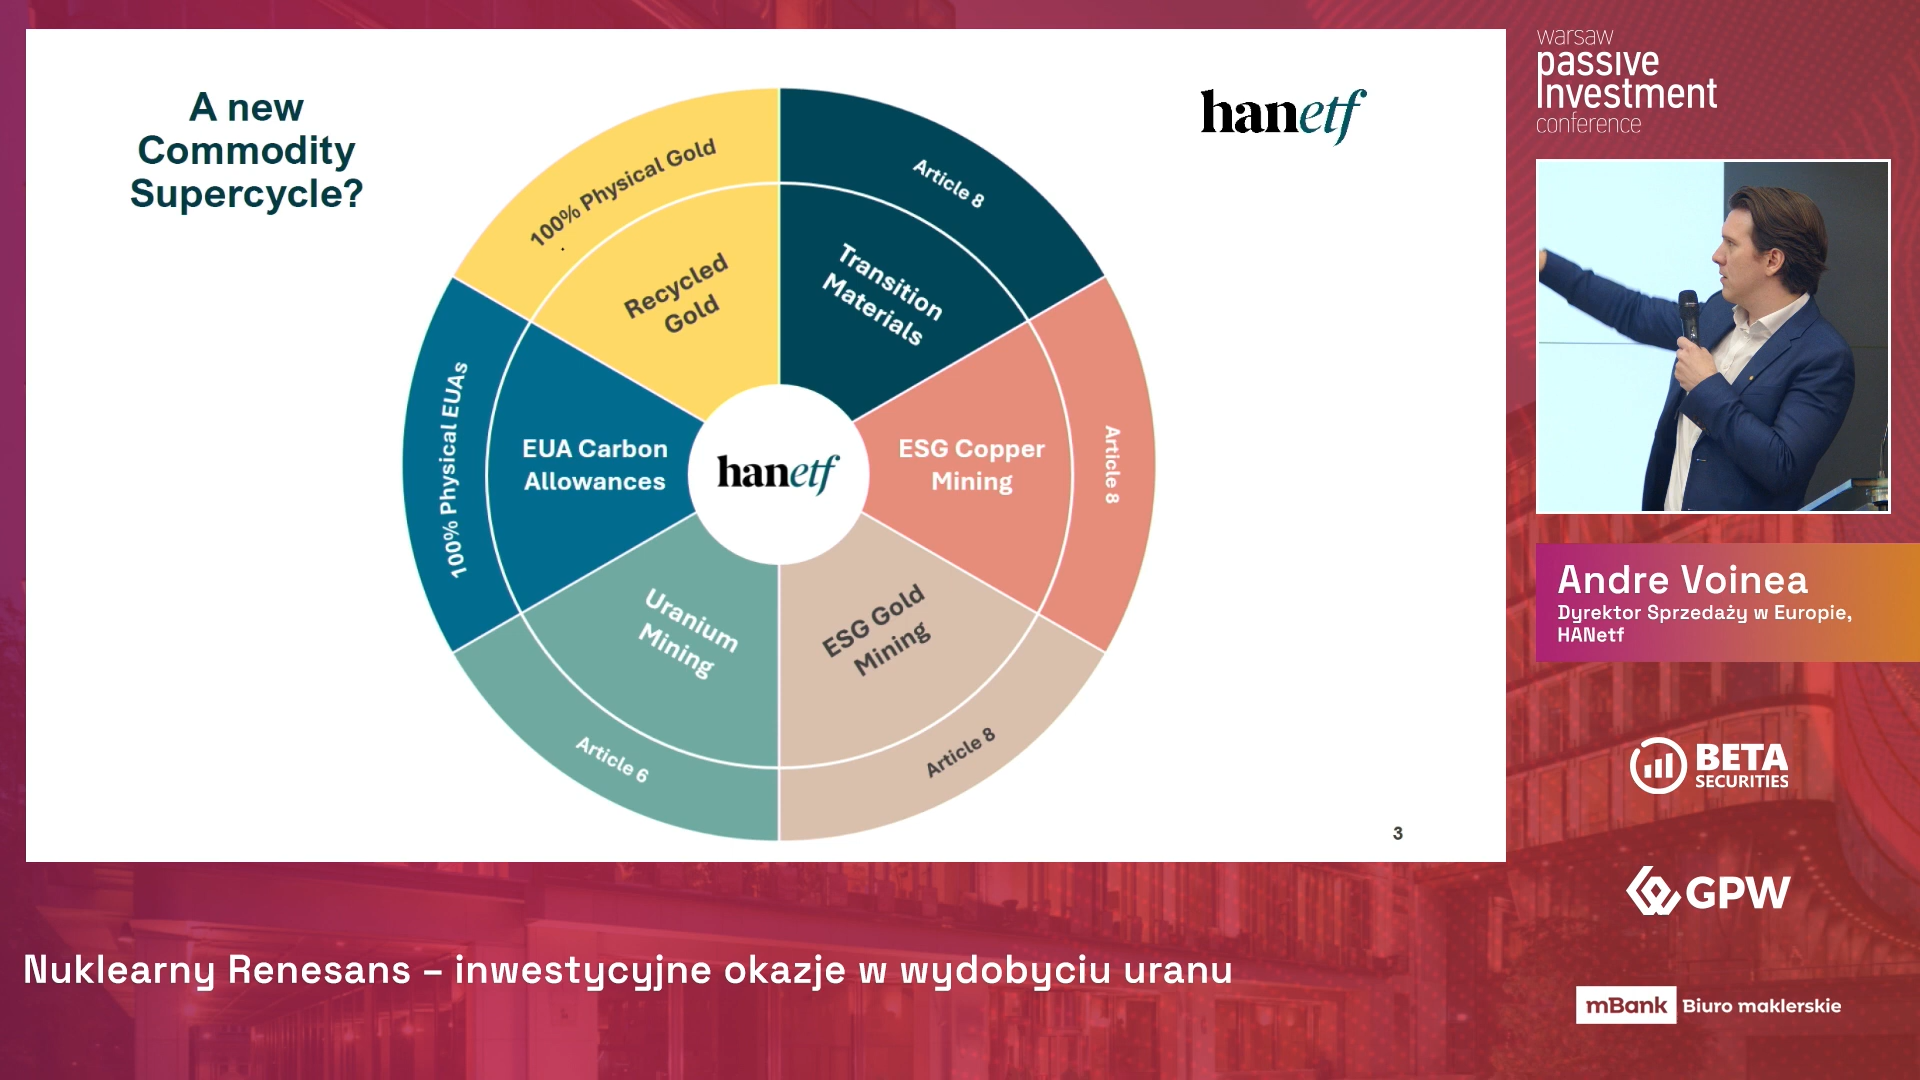 A new
Commodity
Supercycle?
hanetf
100% Physical Gold
Recycled
Gold
Article 8
Transition
Materials
100% Physical EUAs
EUA Carbon
Allowances
hanetf
ESG Copper
Mining
Article 8
Uranium
Mining
Article 6
ESG Gold
Mining
Article 8
3
warsaw
passive
Investment
conference
Andre Voinea
Dyrektor Sprzedaży w Europie,
HANetf
BETA
SECURITIES
GPW
mBank Biuro maklerskie
Nuklearny Renesans – inwestycyjne okazje w wydobyciu uranu